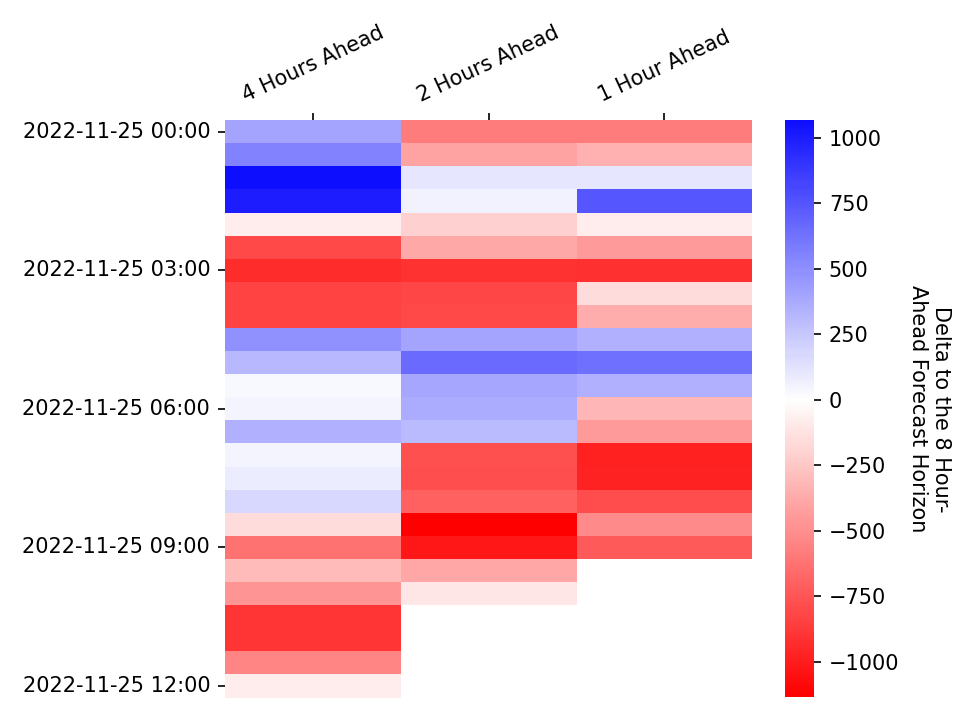 4 Hours Ahead
2 Hours Ahead
1 Hour Ahead
2022-11-25 00:00
2022-11-25 03:00
2022-11-25 06:00
2022-11-25 09:00
2022-11-25 12:00
1000
750
500
250
0
−250
−500
−750
−1000
Delta to the 8 Hour-
Ahead Forecast Horizon